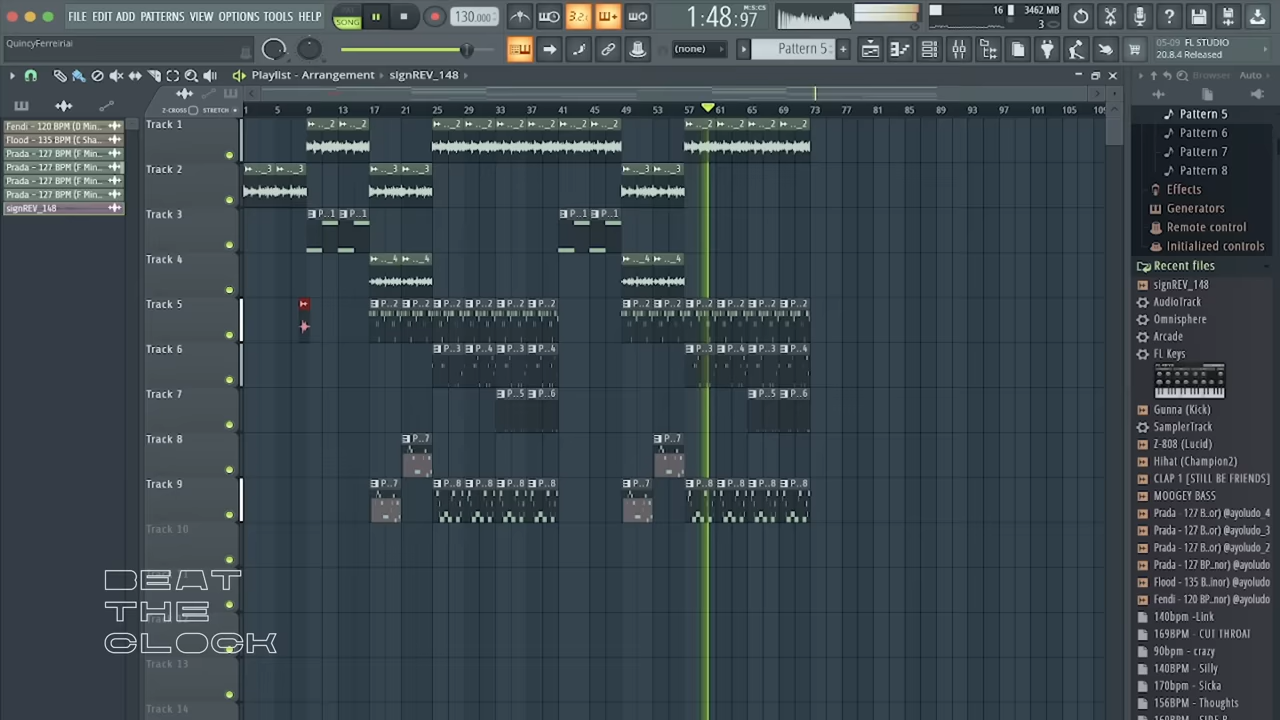 FILE EDIT ADD PATTERNS VIEW OPTIONS TOOLS HELP
SONG
130.000
3.2
1:48:97
M:S:CS
16
3462 MB
3
QuincyFerreirial
(none)
Pattern 5
05-09 FL STUDIO
20.8.4 Released
Playlist - Arrangement
signREV_148
Browser
Auto
Z-CROSS
STRETCH
1 5 9 13 17 21 25 29 33 37 41 45 49 53 57 61 65 69 73 77 81 85 89 93 97 101 105
Fendi - 120 BPM (D Min..
Flood - 135 BPM (C Sha..
Prada - 127 BPM (F Min..
Prada - 127 BPM (F Min..
Prada - 127 BPM (F Min..
Prada - 127 BPM (F Min..
signREV_148
Track 1
Track 2
Track 3
Track 4
Track 5
Track 6
Track 7
Track 8
Track 9
Track 10
Track 13
Track 14
BEAT
THE
CLOCK
Pattern 5
Pattern 6
Pattern 7
Pattern 8
Effects
Generators
Remote control
Initialized controls
Recent files
signREV_148
AudioTrack
Omnisphere
Arcade
FL Keys
Gunna (Kick)
SamplerTrack
Z-808 (Lucid)
Hihat (Champion2)
CLAP 1 [STILL BE FRIENDS]
MOOGEY BASS
Prada - 127 B..or) @ayoludo_4
Prada - 127 B..or) @ayoludo_3
Prada - 127 B..or) @ayoludo_2
Prada - 127 BP..nor) @ayoludo
Flood - 135 B..inor) @ayoludo
Fendi - 120 BP..nor) @ayoludo
140bpm -Link
169BPM - CUT THROAT
90bpm - crazy
140BPM - Silly
170bpm - Sicka
156BPM - Thoughts